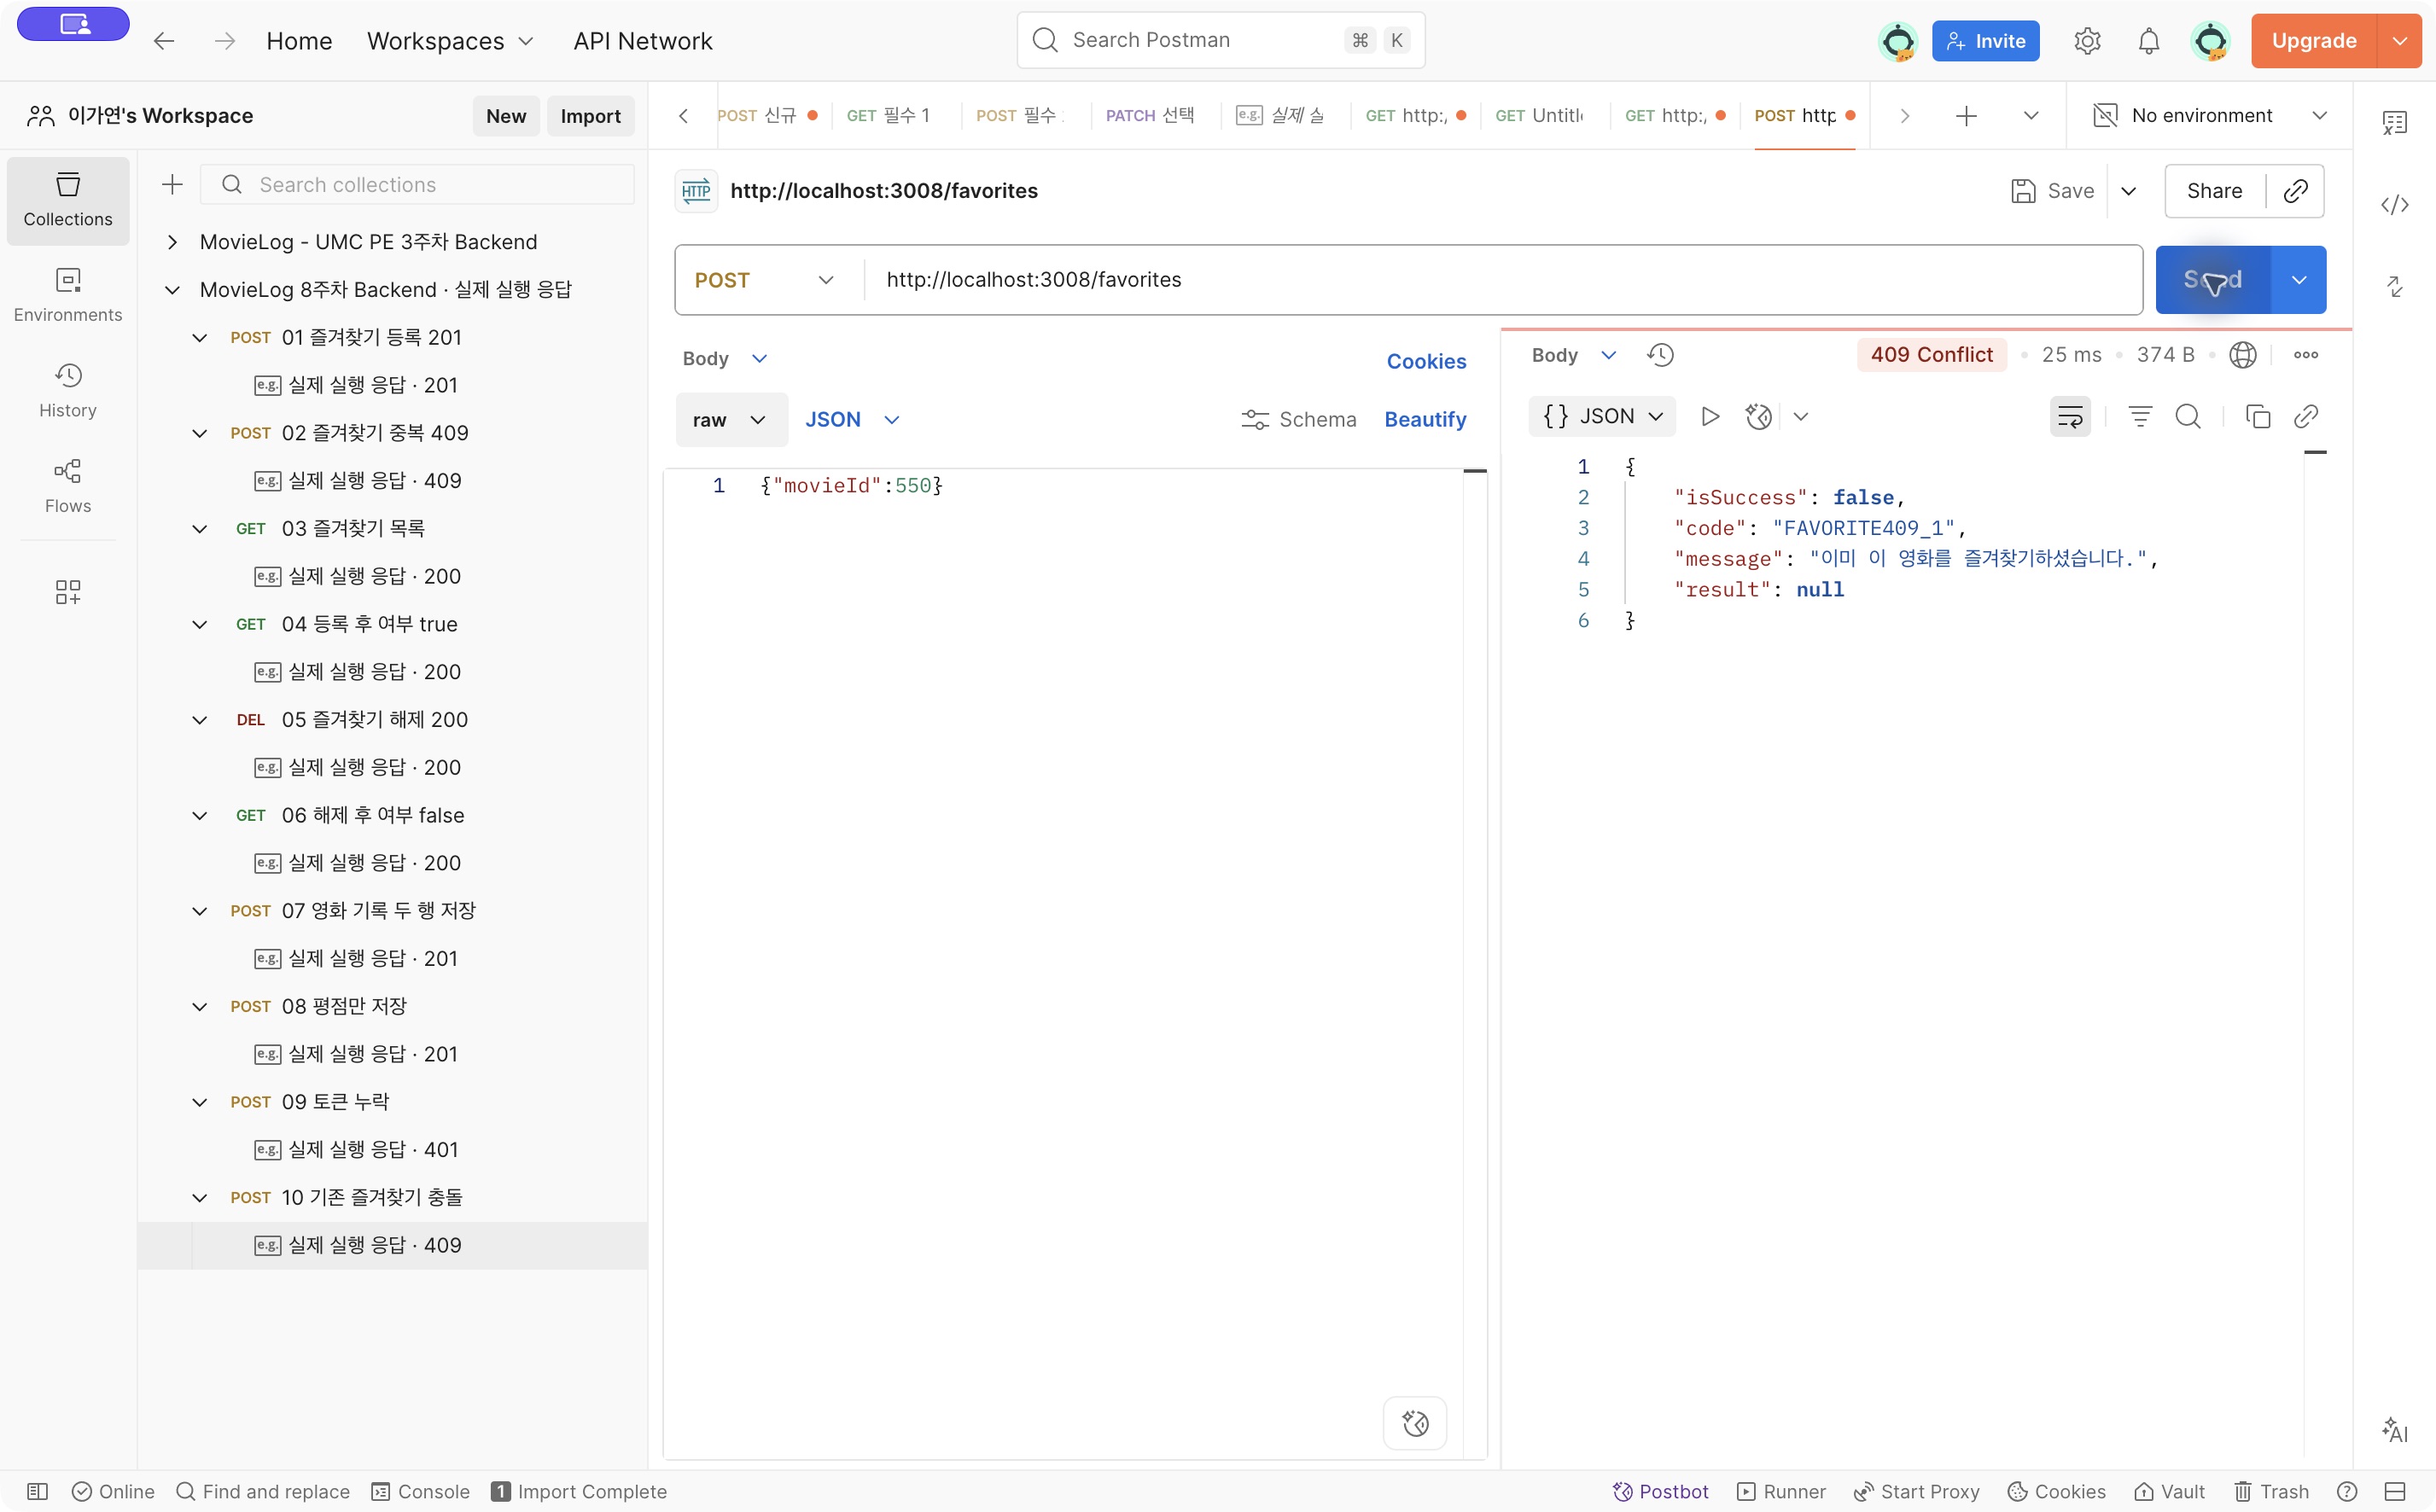 Home
Workspaces
API Network
Search Postman
⌘ K
Invite
Upgrade
이가연's Workspace
New
Import
POST 신규
GET 필수 1
POST 필수
PATCH 선택
e.g. 실제 실
GET http:/
GET Untitl
GET http:/
POST http
No environment
Collections
Environments
History
Flows
Search collections
MovieLog - UMC PE 3주차 Backend
MovieLog 8주차 Backend · 실제 실행 응답
POST 01 즐겨찾기 등록 201
e.g. 실제 실행 응답 · 201
POST 02 즐겨찾기 중복 409
e.g. 실제 실행 응답 · 409
GET 03 즐겨찾기 목록
e.g. 실제 실행 응답 · 200
GET 04 등록 후 여부 true
e.g. 실제 실행 응답 · 200
DEL 05 즐겨찾기 해제 200
e.g. 실제 실행 응답 · 200
GET 06 해제 후 여부 false
e.g. 실제 실행 응답 · 200
POST 07 영화 기록 두 행 저장
e.g. 실제 실행 응답 · 201
POST 08 평점만 저장
e.g. 실제 실행 응답 · 201
POST 09 토큰 누락
e.g. 실제 실행 응답 · 401
POST 10 기존 즐겨찾기 충돌
e.g. 실제 실행 응답 · 409
HTTP http://localhost:3008/favorites
Save
Share
POST
http://localhost:3008/favorites
Send
Body
Cookies
raw
JSON
Schema
Beautify
1 {"movieId":550}
Body
409 Conflict
25 ms
374 B
{} JSON
1 {
2 "isSuccess": false,
3 "code": "FAVORITE409_1",
4 "message": "이미 이 영화를 즐겨찾기하셨습니다.",
5 "result": null
6 }
AI
Online
Find and replace
Console
1 Import Complete
Postbot
Runner
Start Proxy
Cookies
Vault
Trash